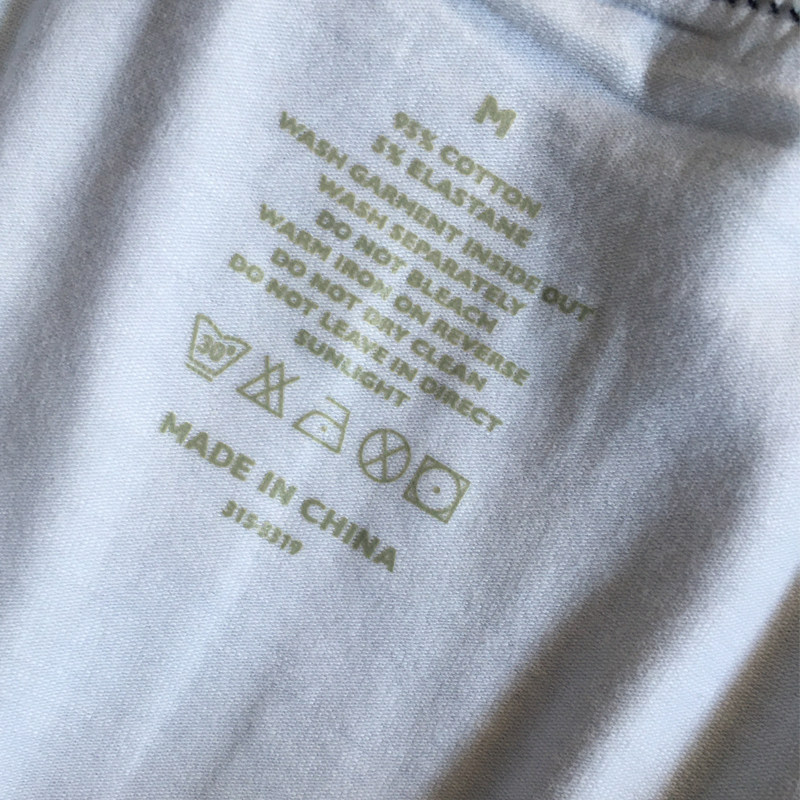 M
95% COTTON
5% ELASTANE
WASH GARMENT INSIDE OUT
WASH SEPARATELY
DO NOT BLEACH
WARM IRON ON REVERSE
DO NOT DRY CLEAN
DO NOT LEAVE IN DIRECT
SUNLIGHT
30°
MADE IN CHINA
315-8319